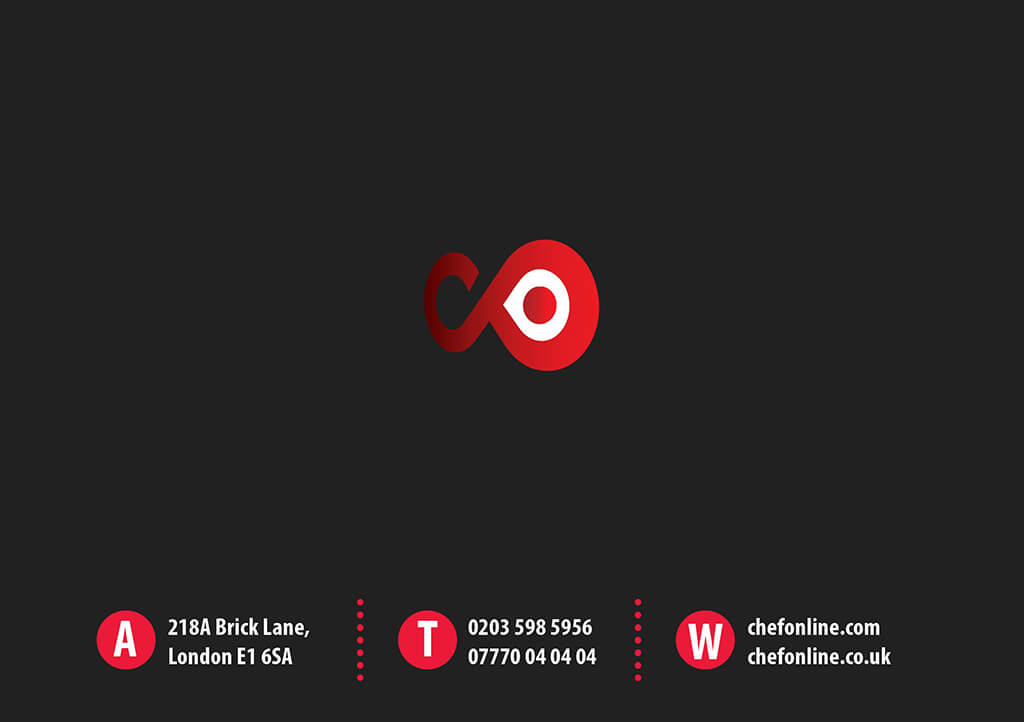 A
218A Brick Lane,
London E1 6SA
T
0203 598 5956
07770 04 04 04
W
chefonline.com
chefonline.co.uk